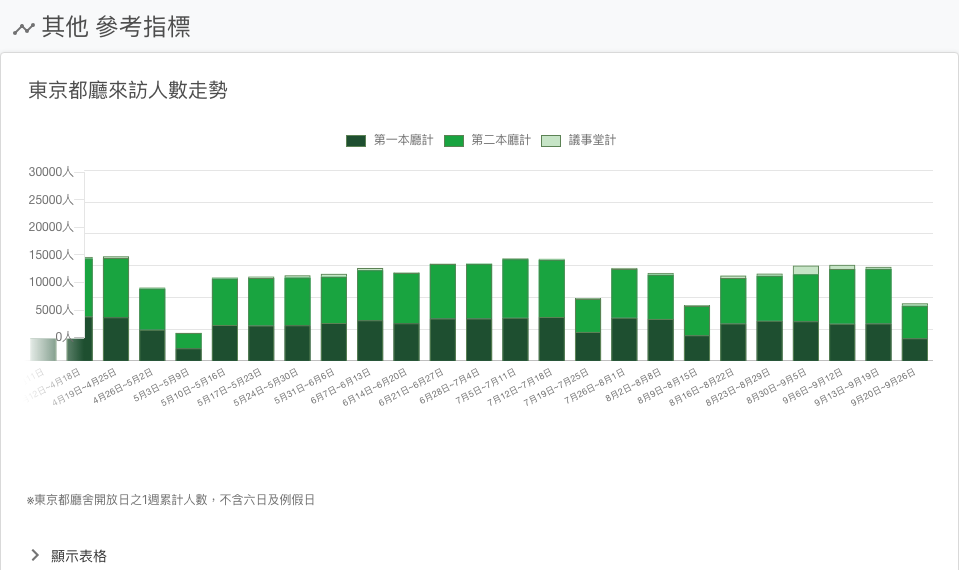 其他 參考指標
東京都廳來訪人數走勢
第一本廳計 第二本廳計 議事堂計
30000人
25000人
20000人
15000人
10000人
5000人
0人
4月19日~4月25日
4月26日~5月2日
5月3日~5月9日
5月10日~5月16日
5月17日~5月23日
5月24日~5月30日
5月31日~6月6日
6月7日~6月13日
6月14日~6月20日
6月21日~6月27日
6月28日~7月4日
7月5日~7月11日
7月12日~7月18日
7月19日~7月25日
7月26日~8月1日
8月2日~8月8日
8月9日~8月15日
8月16日~8月22日
8月23日~8月29日
8月30日~9月5日
9月6日~9月12日
9月13日~9月19日
9月20日~9月26日
※東京都廳舍開放日之1週累計人數，不含六日及例假日
顯示表格